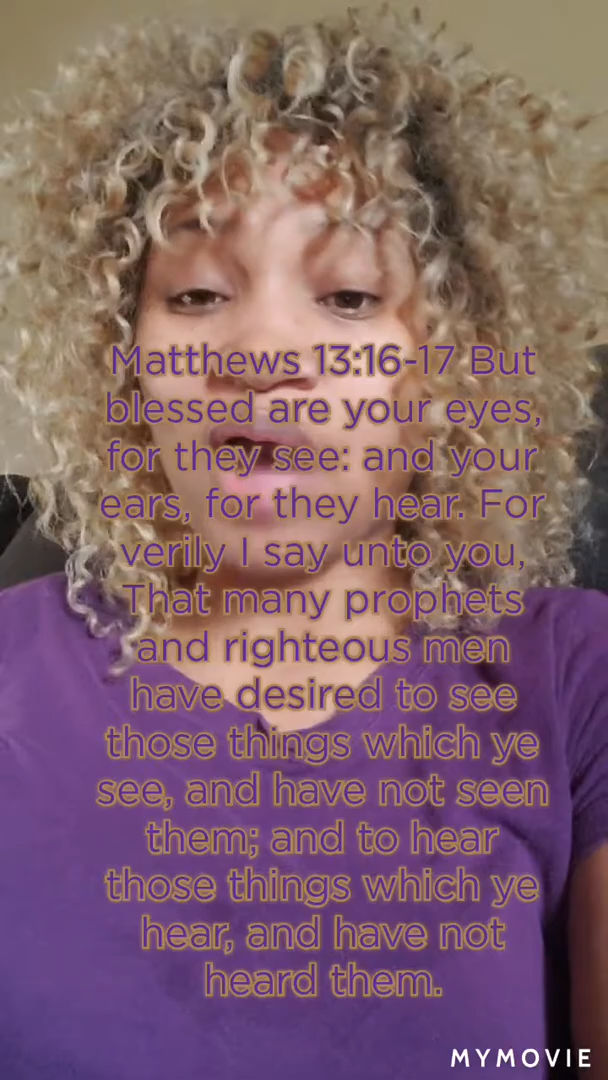 Matthews 13:16-17 But
blessed are your eyes,
for they see: and your
ears, for they hear. For
verily I say unto you,
That many prophets
and righteous men
have desired to see
those things which ye
see, and have not seen
them; and to hear
those things which ye
hear, and have not
heard them.
MYMOVIE